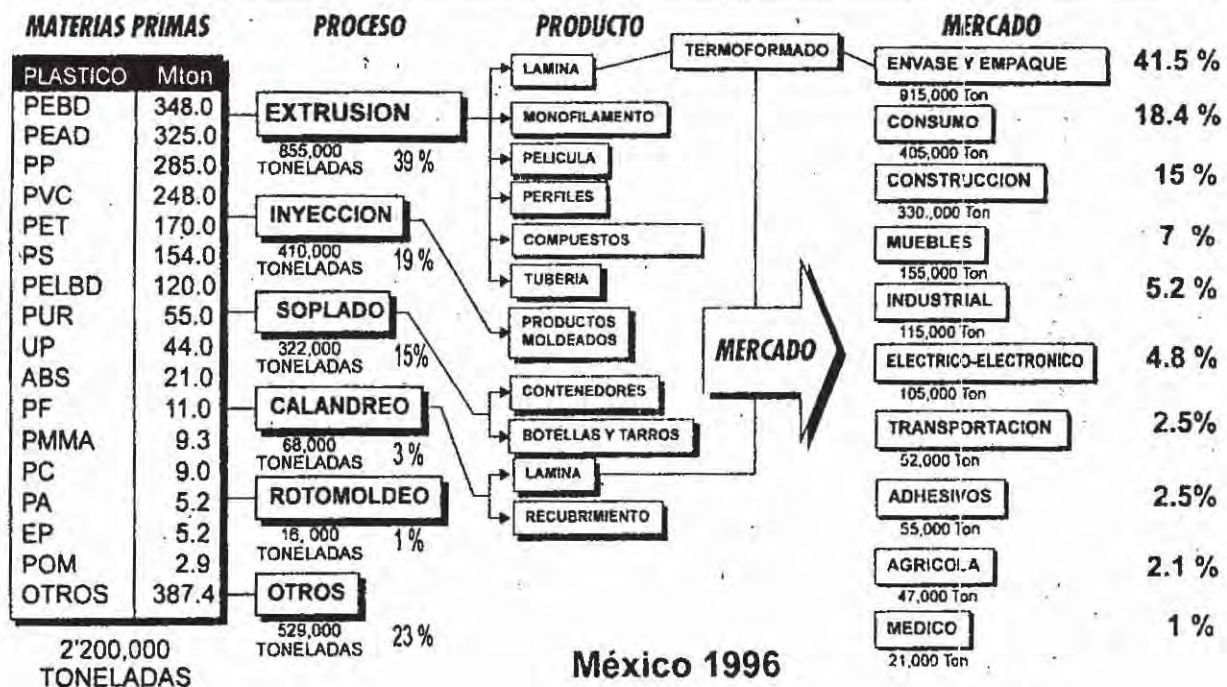 MATERIAS PRIMAS
PLASTICO Mton
PEBD 348.0
PEAD 325.0
PP 285.0
PVC 248.0
PET 170.0
PS 154.0
PELBD 120.0
PUR 55.0
UP 44.0
ABS 21.0
PF 11.0
PMMA 9.3
PC 9.0
PA 5.2
EP 5.2
POM 2.9
OTROS 387.4
2'200,000
TONELADAS
PROCESO
EXTRUSION
855,000
TONELADAS 39 %
INYECCION
410,000
TONELADAS 19 %
SOPLADO
322,000
TONELADAS 15%
CALANDREO
68,000
TONELADAS 3 %
ROTOMOLDEO
16, 000
TONELADAS 1 %
OTROS
529,000
TONELADAS 23 %
PRODUCTO
LAMINA
MONOFILAMENTO
PELICULA
PERFILES
COMPUESTOS
TUBERIA
PRODUCTOS
MOLDEADOS
CONTENEDORES
BOTELLAS Y TARROS
LAMINA
RECUBRIMIENTO
TERMOFORMADO
MERCADO
MERCADO
ENVASE Y EMPAQUE 41.5 %
915,000 Ton
CONSUMO 18.4 %
405,000 Ton
CONSTRUCCION 15 %
330.,000 Ton
MUEBLES 7 %
155,000 Ton
INDUSTRIAL 5.2 %
115,000 Ton
ELECTRICO-ELECTRONICO 4.8 %
105,000 Ton
TRANSPORTACION 2.5%
52,000 Ton
ADHESIVOS 2.5%
55,000 Ton
AGRICOLA 2.1 %
47,000 Ton
MEDICO 1 %
21,000 Ton
México 1996